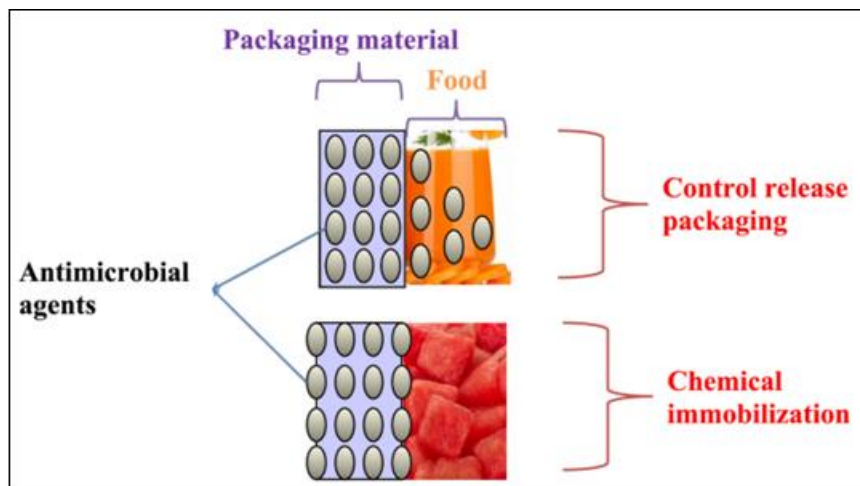 Packaging material
Food
Control release
packaging
Antimicrobial
agents
Chemical
immobilization